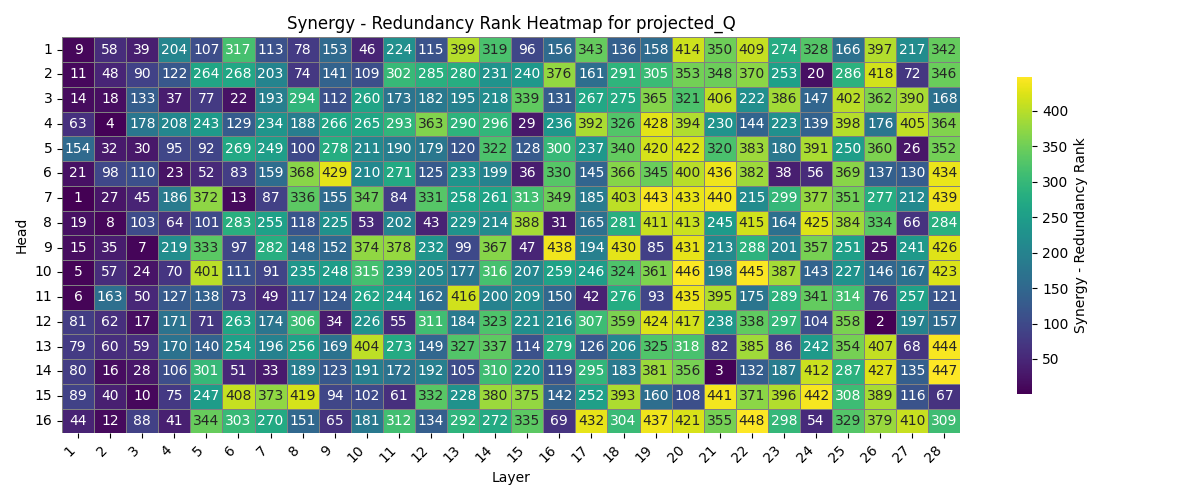 Synergy - Redundancy Rank Heatmap for projected_Q
1 9 58 39 204 107 317 113 78 153 46 224 115 399 319 96 156 343 136 158 414 350 409 274 328 166 397 217 342
2 11 48 90 122 264 268 203 74 141 109 302 285 280 231 240 376 161 291 305 353 348 370 253 20 286 418 72 346
3 14 18 133 37 77 22 193 294 112 260 173 182 195 218 339 131 267 275 365 321 406 222 386 147 402 362 390 168
4 63 4 178 208 243 129 234 188 266 265 293 363 290 296 29 236 392 326 428 394 230 144 223 139 398 176 405 364
5 154 32 30 95 92 269 249 100 278 211 190 179 120 322 128 300 237 340 420 422 320 383 180 391 250 360 26 352
6 21 98 110 23 52 83 159 368 429 210 271 125 233 199 36 330 145 366 345 400 436 382 38 56 369 137 130 434
7 1 27 45 186 372 13 87 336 155 347 84 331 258 261 313 349 185 403 443 433 440 215 299 377 351 277 212 439
8 19 8 103 64 101 283 255 118 225 53 202 43 229 214 388 31 165 281 411 413 245 415 164 425 384 334 66 284
9 15 35 7 219 333 97 282 148 152 374 378 232 99 367 47 438 194 430 85 431 213 288 201 357 251 25 241 426
10 5 57 24 70 401 111 91 235 248 315 239 205 177 316 207 259 246 324 361 446 198 445 387 143 227 146 167 423
11 6 163 50 127 138 73 49 117 124 262 244 162 416 200 209 150 42 276 93 435 395 175 289 341 314 76 257 121
12 81 62 17 171 71 263 174 306 34 226 55 311 184 323 221 216 307 359 424 417 238 338 297 104 358 2 197 157
13 79 60 59 170 140 254 196 256 169 404 273 149 327 337 114 279 126 206 325 318 82 385 86 242 354 407 68 444
14 80 16 28 106 301 51 33 189 123 191 172 192 105 310 220 119 295 183 381 356 3 132 187 412 287 427 135 447
15 89 40 10 75 247 408 373 419 94 102 61 332 228 380 375 142 252 393 160 108 441 371 396 442 308 389 116 67
16 44 12 88 41 344 303 270 151 65 181 312 134 292 272 335 69 432 304 437 421 355 448 298 54 329 379 410 309
1 2 3 4 5 6 7 8 9 10 11 12 13 14 15 16 17 18 19 20 21 22 23 24 25 26 27 28
Layer
Head
400
350
300
250
200
150
100
50
Synergy - Redundancy Rank